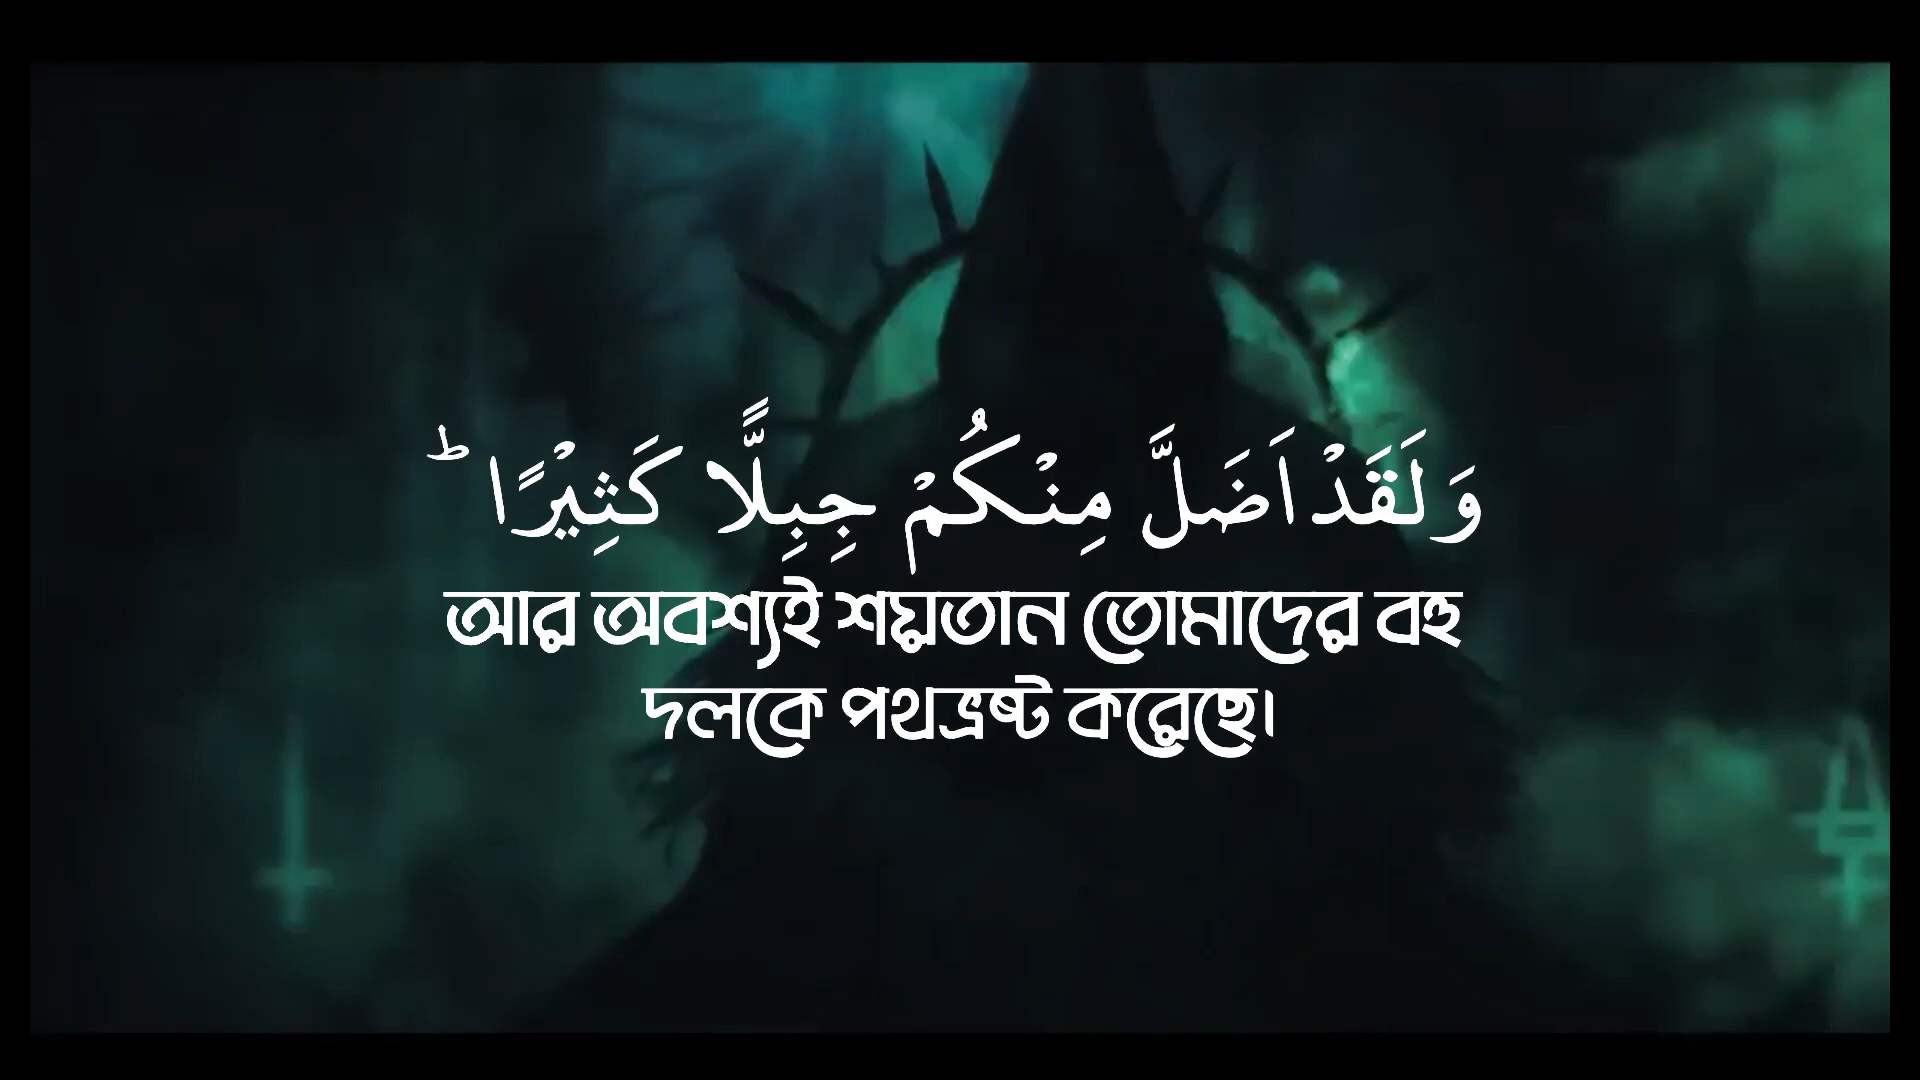 وَلَقَدْ اَضَلَّ مِنْكُمْ جِبِلًّا كَثِيْرًا ؕ
আর অবশ্যই শয়তান তোমাদের বহু
দলকে পথভ্রষ্ট করেছে।